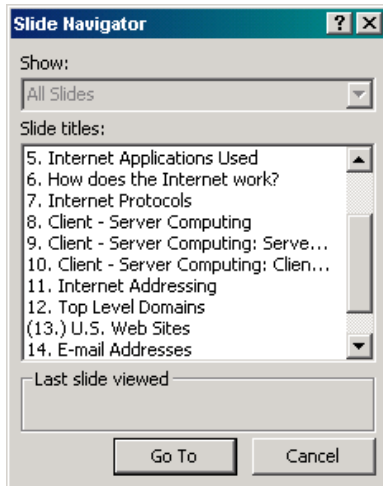 Slide Navigator
Show:
All Slides
Slide titles:
5. Internet Applications Used
6. How does the Internet work?
7. Internet Protocols
8. Client - Server Computing
9. Client - Server Computing: Serve...
10. Client - Server Computing: Clien...
11. Internet Addressing
12. Top Level Domains
(13.) U.S. Web Sites
14. E-mail Addresses
Last slide viewed
Go To
Cancel